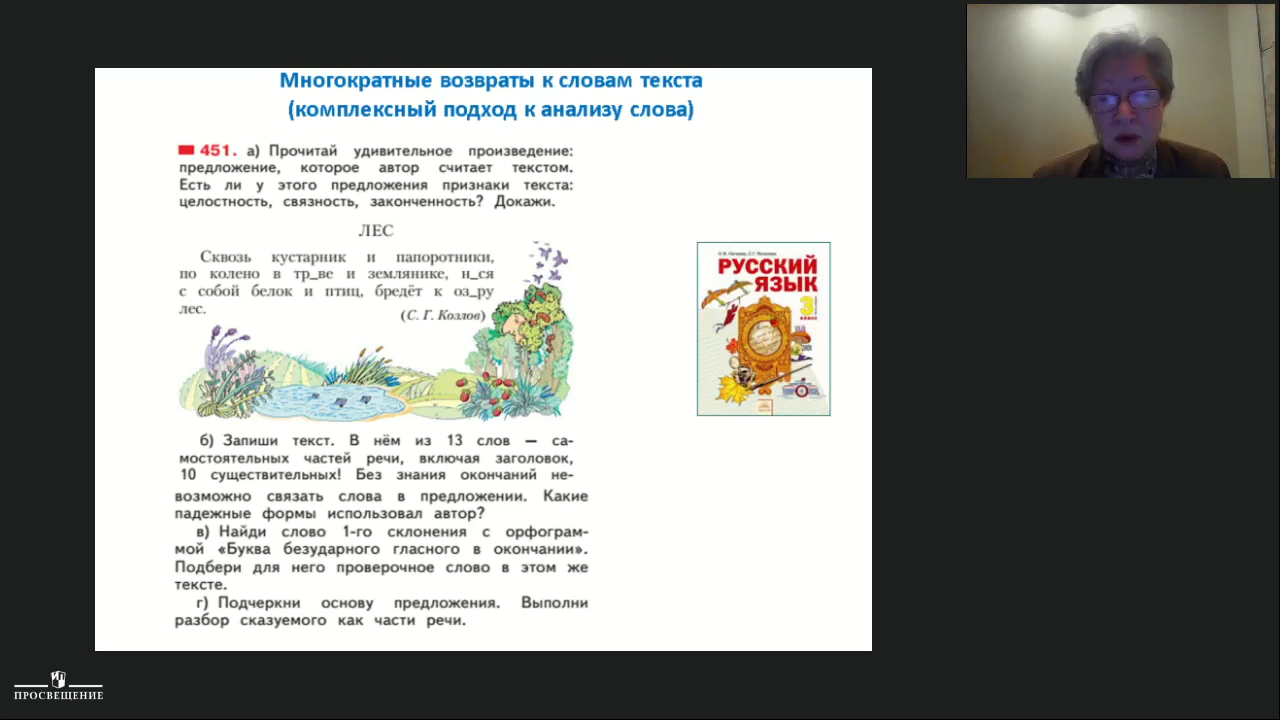 Многократные возвраты к словам текста
(комплексный подход к анализу слова)
451. а) Прочитай удивительное произведение:
предложение, которое автор считает текстом.
Есть ли у этого предложения признаки текста:
целостность, связность, законченность? Докажи.
ЛЕС
Сквозь кустарник и папоротники,
по колено в тр_ве и землянике, н_ся
с собой белок и птиц, бредёт к оз_ру
лес.
(С. Г. Козлов)
б) Запиши текст. В нём из 13 слов — са-
мостоятельных частей речи, включая заголовок,
10 существительных! Без знания окончаний не-
возможно связать слова в предложении. Какие
падежные формы использовал автор?
в) Найди слово 1-го склонения с орфограм-
мой «Буква безударного гласного в окончании».
Подбери для него проверочное слово в этом же
тексте.
г) Подчеркни основу предложения. Выполни
разбор сказуемого как части речи.
РУССКИЙ
ЯЗЫК
3
КЛАСС
ПРОСВЕЩЕНИЕ